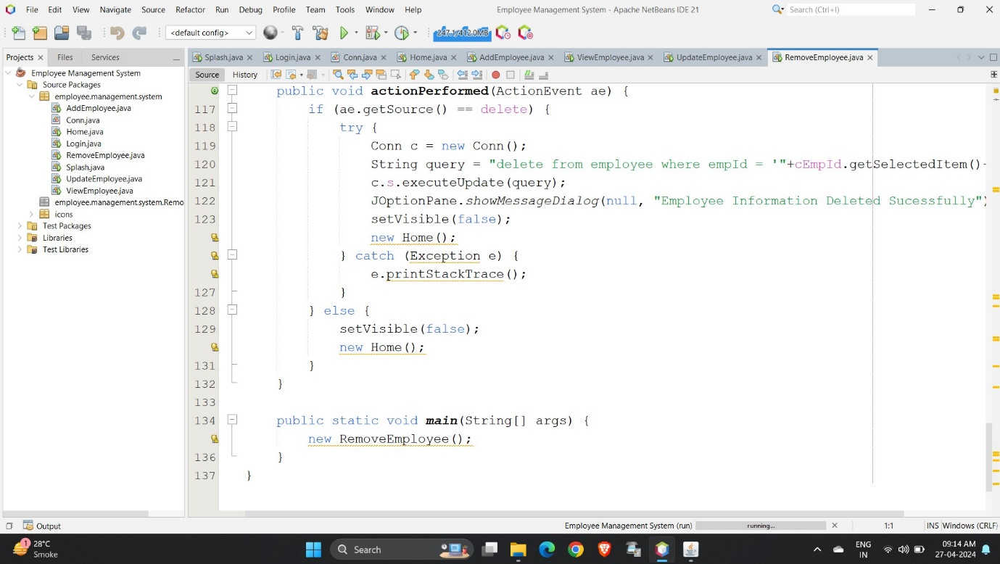 File Edit View Navigate Source Refactor Run Debug Profile Team Tools Window Help Employee Management System - Apache NetBeans IDE 21 Search (Ctrl+I)
<default config> 247.1/412.0MB
Projects Files Services
Splash.java Login.java Conn.java Home.java AddEmployee.java ViewEmployee.java UpdateEmployee.java RemoveEmployee.java
Source History
Employee Management System
Source Packages
employee.management.system
AddEmployee.java
Conn.java
Home.java
Login.java
RemoveEmployee.java
Splash.java
UpdateEmployee.java
ViewEmployee.java
employee.management.system.Remo
icons
Test Packages
Libraries
Test Libraries
public void actionPerformed(ActionEvent ae) {
117 if (ae.getSource() == delete) {
118 try {
119 Conn c = new Conn();
120 String query = "delete from employee where empId = '"+cEmpId.getSelectedItem()
121 c.s.executeUpdate(query);
122 JOptionPane.showMessageDialog(null, "Employee Information Deleted Sucessfully")
123 setVisible(false);
new Home();
} catch (Exception e) {
e.printStackTrace();
127 }
128 } else {
129 setVisible(false);
new Home();
131 }
132 }
133
134 public static void main(String[] args) {
new RemoveEmployee();
136 }
137 }
Output Employee Management System (run) running... 1:1 INS Windows (CRLF)
1 28°C
Smoke
Search
ENG
IN
09:14 AM
27-04-2024